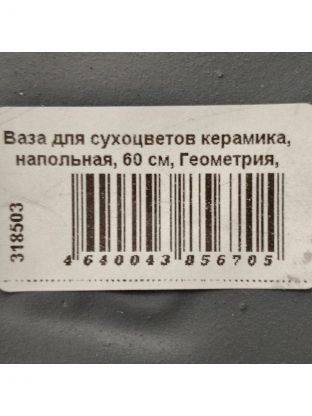 Ваза для сухоцветов керамика,
напольная, 60 см, Геометрия,
318503
4 640043 856705